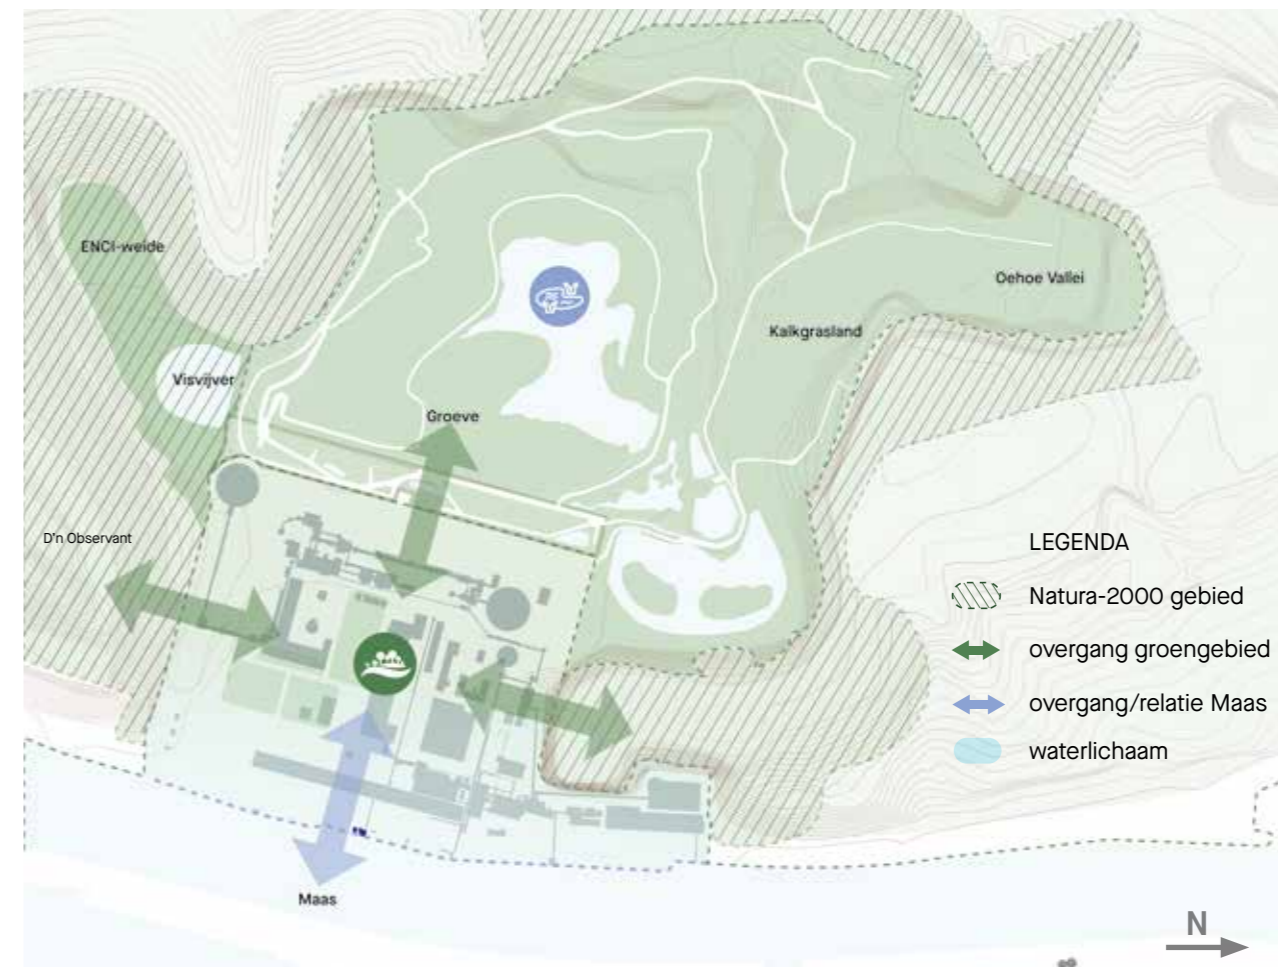 ENCI-weide
Oehoe Vallei
Kalkgrasland
Visvijver
Groeve
D'n Observant
LEGENDA
Natura-2000 gebied
overgang groengebied
overgang/relatie Maas
waterlichaam
Maas
N